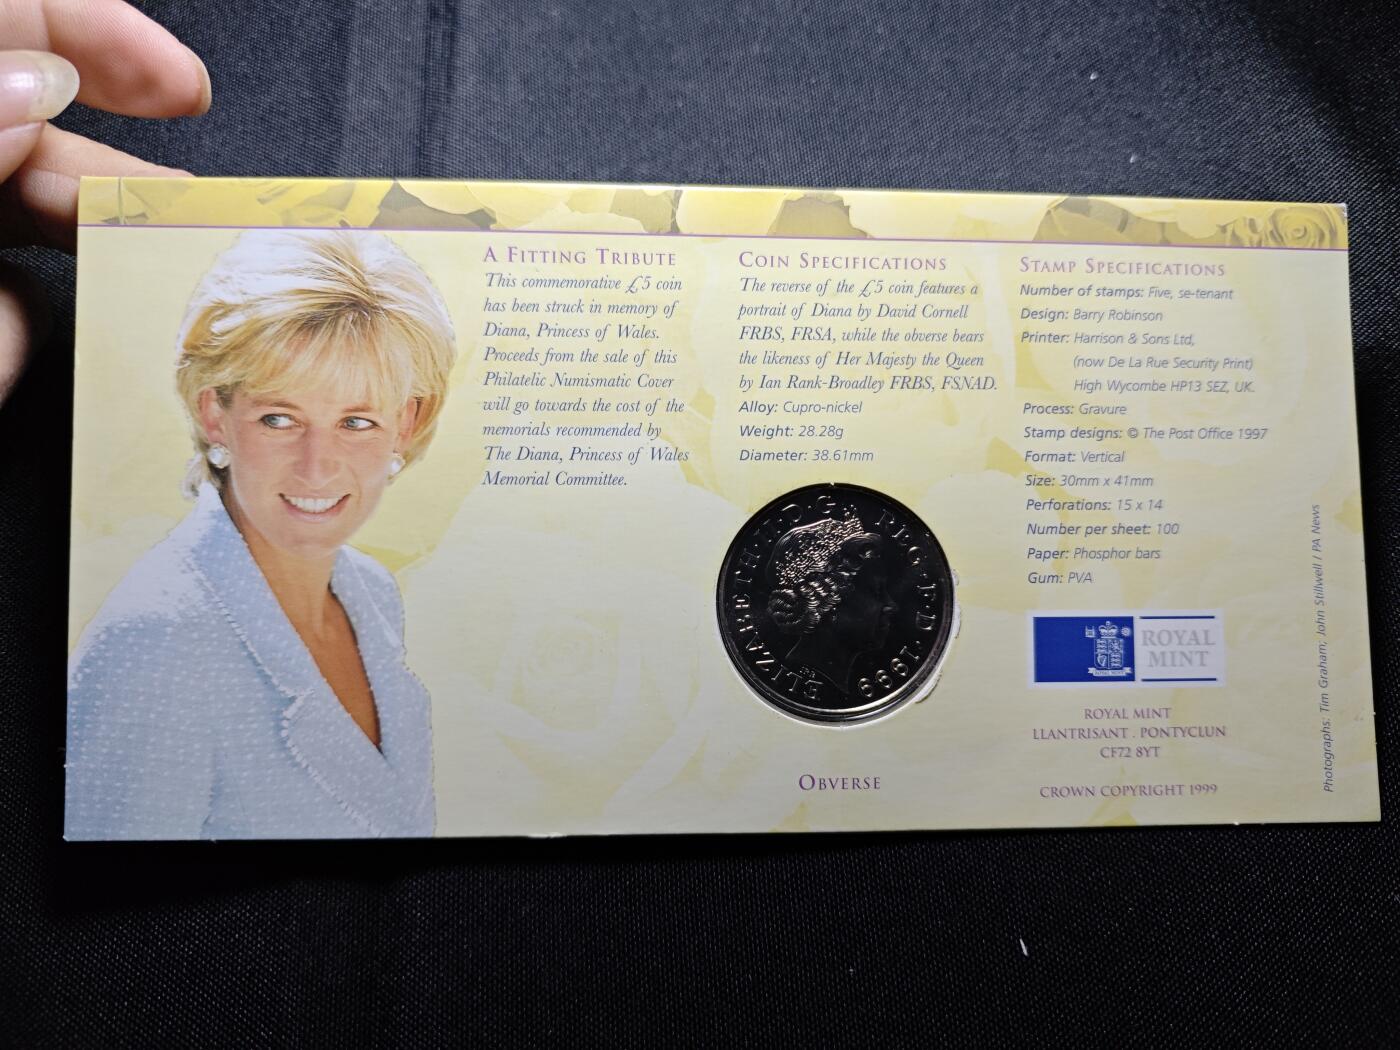 A FITTING TRIBUTE
This commemorative £5 coin
has been struck in memory of
Diana, Princess of Wales.
Proceeds from the sale of this
Philatelic Numismatic Cover
will go towards the cost of the
memorials recommended by
The Diana, Princess of Wales
Memorial Committee.
COIN SPECIFICATIONS
The reverse of the £5 coin features a
portrait of Diana by David Cornell
FRBS, FRSA, while the obverse bears
the likeness of Her Majesty the Queen
by Ian Rank-Broadley FRBS, FSNAD.
Alloy: Cupro-nickel
Weight: 28.28g
Diameter: 38.61mm
ELIZABETH·II·D·G REG·F·D·1999
IRB
OBVERSE
STAMP SPECIFICATIONS
Number of stamps: Five, se-tenant
Design: Barry Robinson
Printer: Harrison & Sons Ltd,
(now De La Rue Security Print)
High Wycombe HP13 5EZ, UK.
Process: Gravure
Stamp designs: © The Post Office 1997
Format: Vertical
Size: 30mm x 41mm
Perforations: 15 x 14
Number per sheet: 100
Paper: Phosphor bars
Gum: PVA
ROYAL MINT
ROYAL
MINT
ROYAL MINT
LLANTRISANT . PONTYCLUN
CF72 8YT
CROWN COPYRIGHT 1999
Photographs: Tim Graham; John Stillwell / PA News